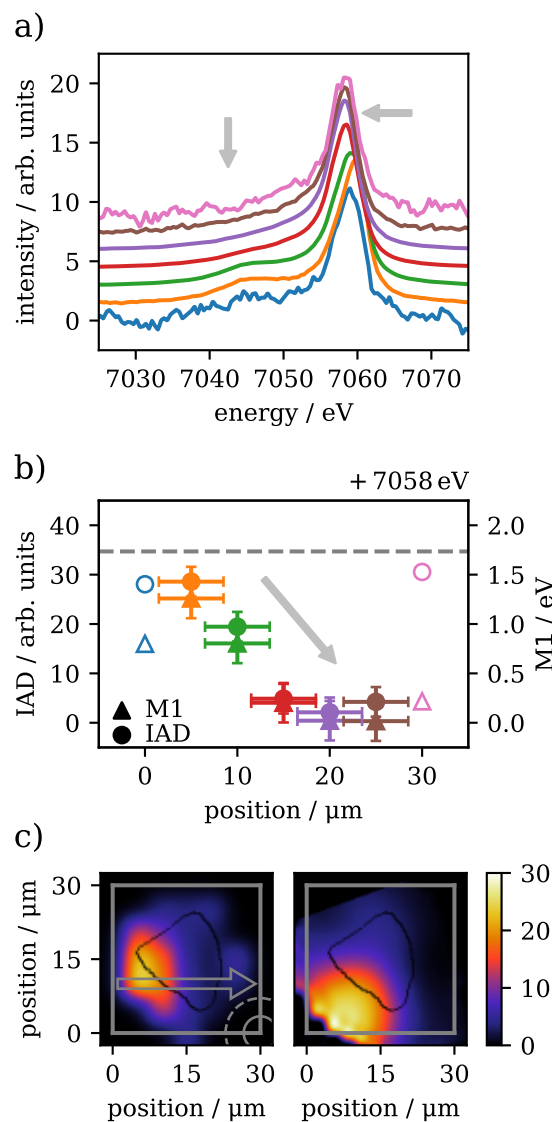 a)
intensity / arb. units
20
15
10
5
0
7030 7040 7050 7060 7070
energy / eV
b)
+ 7058 eV
IAD / arb. units
40
30
20
10
0
2.0
1.5
1.0
0.5
0.0
M1 / eV
M1
IAD
0 10 20 30
position / μm
c)
position / μm
30
15
0
0 15 30
position / μm
0 15 30
position / μm
30
20
10
0